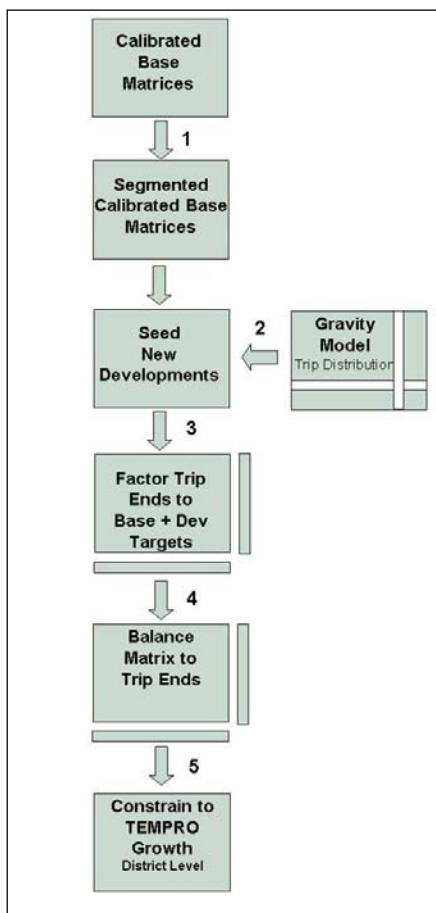 Calibrated
Base
Matrices
1
Segmented
Calibrated Base
Matrices
Seed
New
Developments
2
Gravity
Model
Trip Distribution
3
Factor Trip
Ends to
Base + Dev
Targets
4
Balance
Matrix to
Trip Ends
5
Constrain to
TEMPRO
Growth
District Level